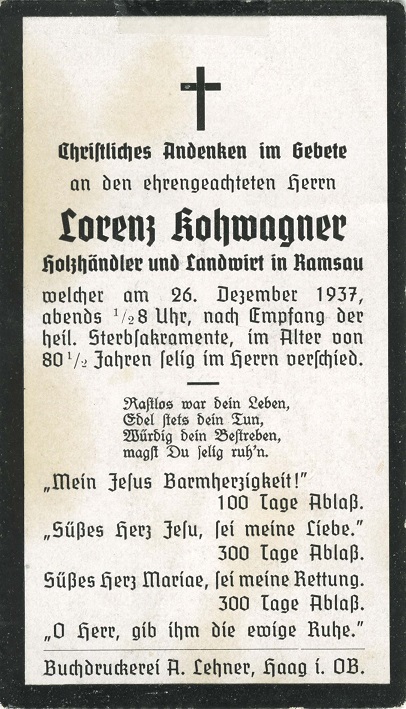 Christliches Andenken im Gebete
an den ehrengeachteten Herrn
Lorenz Kohwagner
Holzhändler und Landwirt in Ramsau
welcher am 26. Dezember 1937,
abends 1/28 Uhr, nach Empfang der
heil. Sterbsakramente, im Alter von
80 1/2 Jahren selig im Herrn verschied.
Rastlos war dein Leben,
Edel stets dein Tun,
Würdig dein Bestreben,
magst Du selig ruh'n.
„Mein Jesus Barmherzigkeit!"
100 Tage Ablaß.
„Süßes Herz Jesu, sei meine Liebe."
300 Tage Ablaß.
Süßes Herz Mariae, sei meine Rettung.
300 Tage Ablaß.
„O Herr, gib ihm die ewige Ruhe."
Buchdruckerei A. Lehner, Haag i. OB.